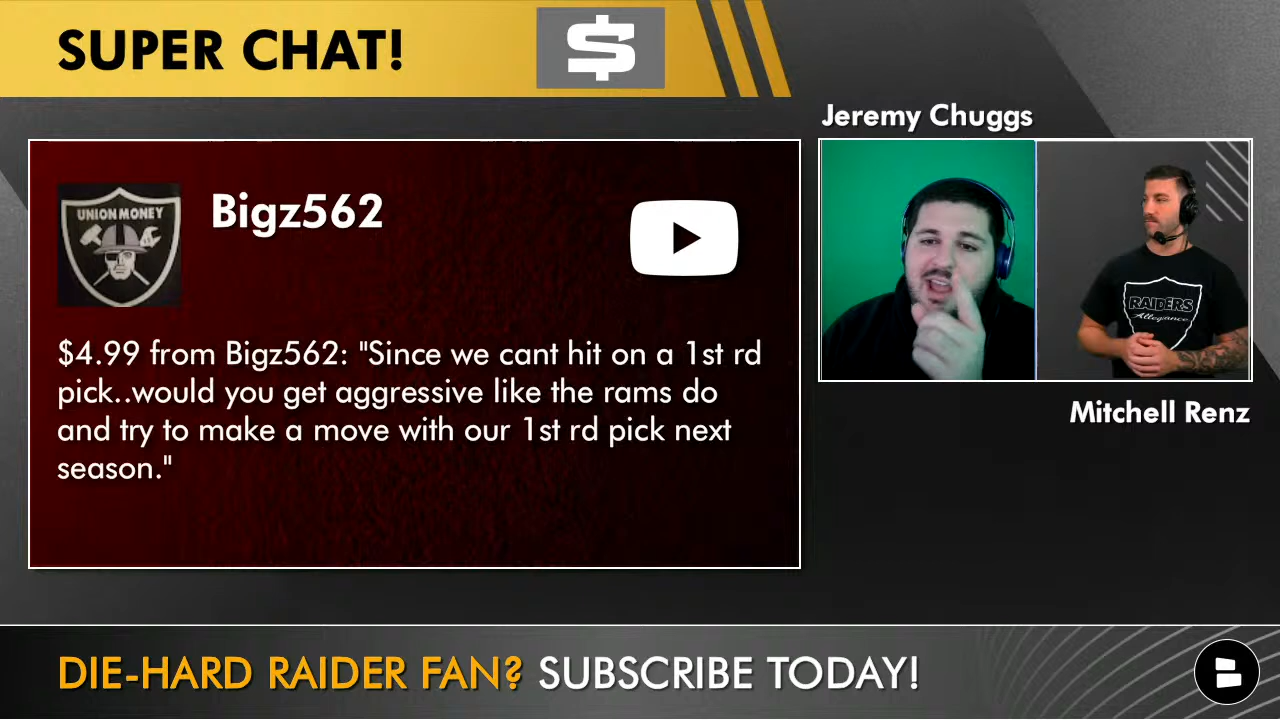 SUPER CHAT!
$
Jeremy Chuggs
UNION MONEY
Bigz562
$4.99 from Bigz562: "Since we cant hit on a 1st rd
pick..would you get aggressive like the rams do
and try to make a move with our 1st rd pick next
season."
RAIDERS
Allegiance
Mitchell Renz
DIE-HARD RAIDER FAN? SUBSCRIBE TODAY!